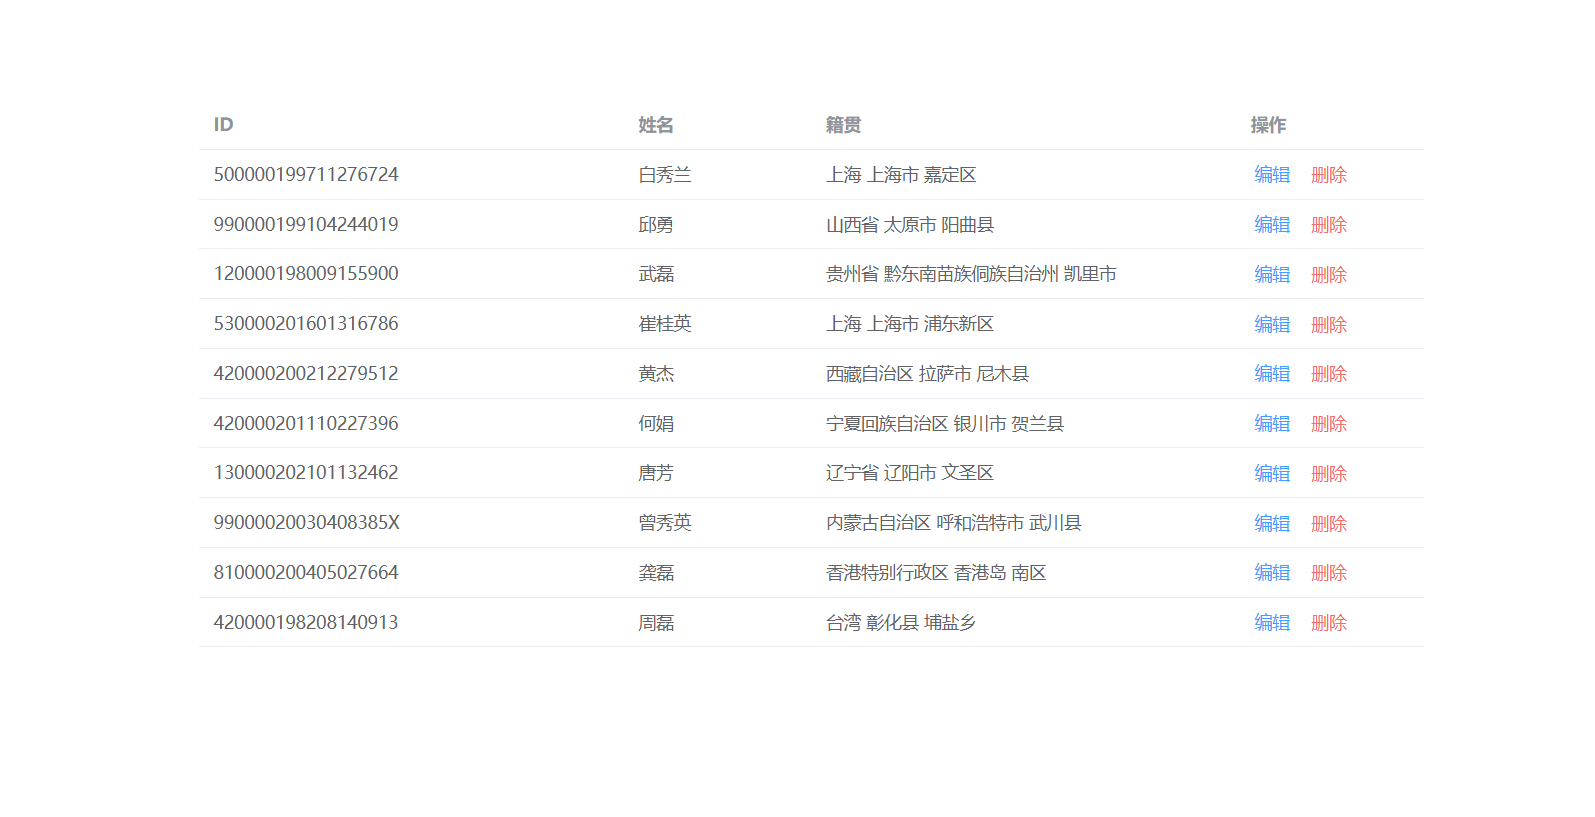 ID 姓名 籍贯 操作
500000199711276724 白秀兰 上海 上海市 嘉定区 编辑 删除
990000199104244019 邱勇 山西省 太原市 阳曲县 编辑 删除
120000198009155900 武磊 贵州省 黔东南苗族侗族自治州 凯里市 编辑 删除
530000201601316786 崔桂英 上海 上海市 浦东新区 编辑 删除
420000200212279512 黄杰 西藏自治区 拉萨市 尼木县 编辑 删除
420000201110227396 何娟 宁夏回族自治区 银川市 贺兰县 编辑 删除
130000202101132462 唐芳 辽宁省 辽阳市 文圣区 编辑 删除
99000020030408385X 曾秀英 内蒙古自治区 呼和浩特市 武川县 编辑 删除
810000200405027664 龚磊 香港特别行政区 香港岛 南区 编辑 删除
420000198208140913 周磊 台湾 彰化县 埔盐乡 编辑 删除